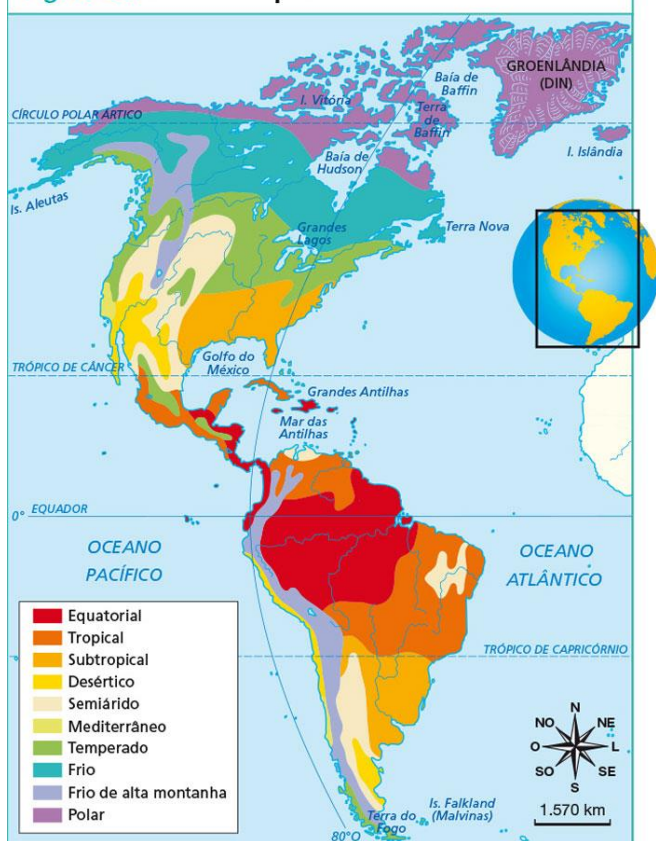 GROENLÂNDIA
(DIN)
Baía de
Baffin
I. Vitória
Terra
de
Baffin
CÍRCULO POLAR ÁRTICO
I. Islândia
Baía de
Hudson
Is. Aleutas
Terra Nova
Grandes
Lagos
Golfo do
México
TRÓPICO DE CÂNCER
Grandes Antilhas
Mar das
Antilhas
0°
EQUADOR
OCEANO
PACÍFICO
OCEANO
ATLÂNTICO
TRÓPICO DE CAPRICÓRNIO
Equatorial
Tropical
Subtropical
Desértico
Semiárido
Mediterrâneo
Temperado
Frio
Frio de alta montanha
Polar
N
NO
NE
O
L
SO
SE
S
1.570 km
Is. Falkland
(Malvinas)
Terra do
Fogo
80°O